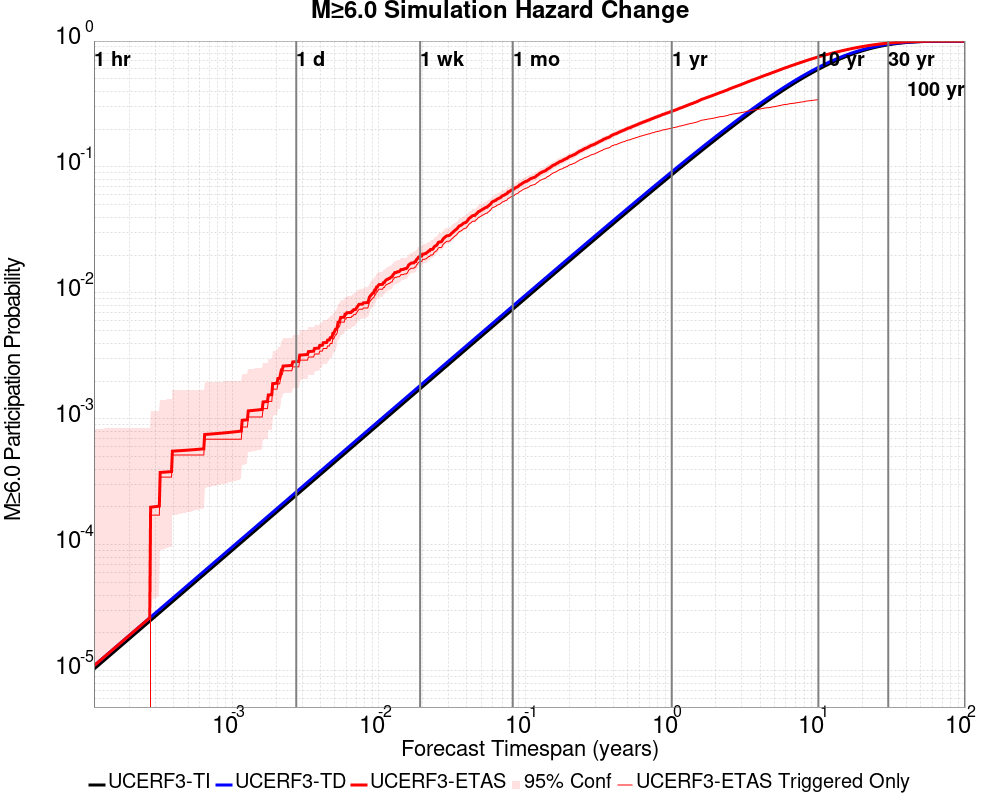 M≥6.0 Simulation Hazard Change
M≥6.0 Participation Probability
10^0
10^-1
10^-2
10^-3
10^-4
10^-5
1 hr
1 d
1 wk
1 mo
1 yr
10 yr
30 yr
100 yr
10^-3
10^-2
10^-1
10^0
10^1
10^2
Forecast Timespan (years)
UCERF3-TI UCERF3-TD UCERF3-ETAS 95% Conf UCERF3-ETAS Triggered Only